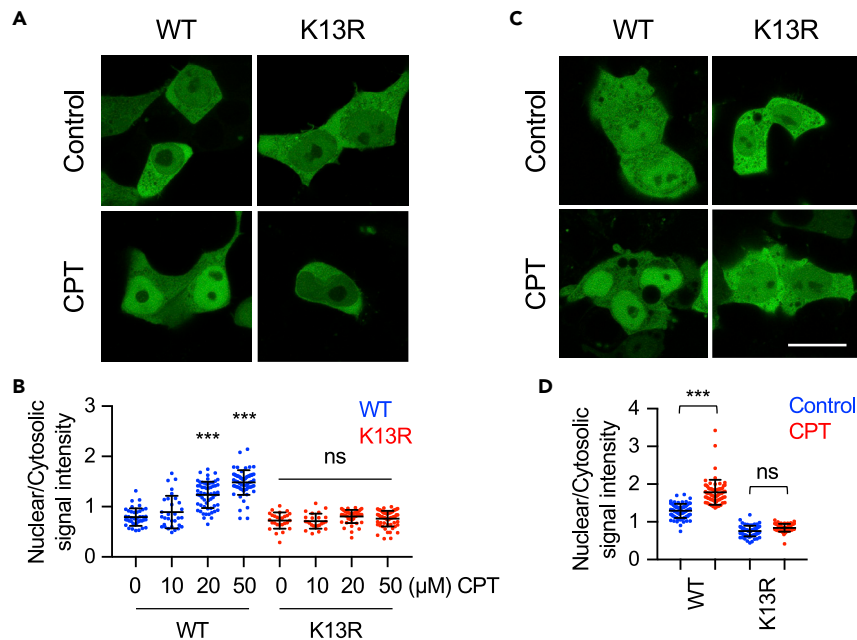 A
WT
K13R
Control
CPT
B
Nuclear/Cytosolic
signal intensity
3
2
1
0
***
***
WT
K13R
ns
0 10 20 50 0 10 20 50 (μM) CPT
WT K13R
C
WT
K13R
Control
CPT
D
Nuclear/Cytosolic
signal intensity
4
3
2
1
0
***
ns
Control
CPT
WT
K13R